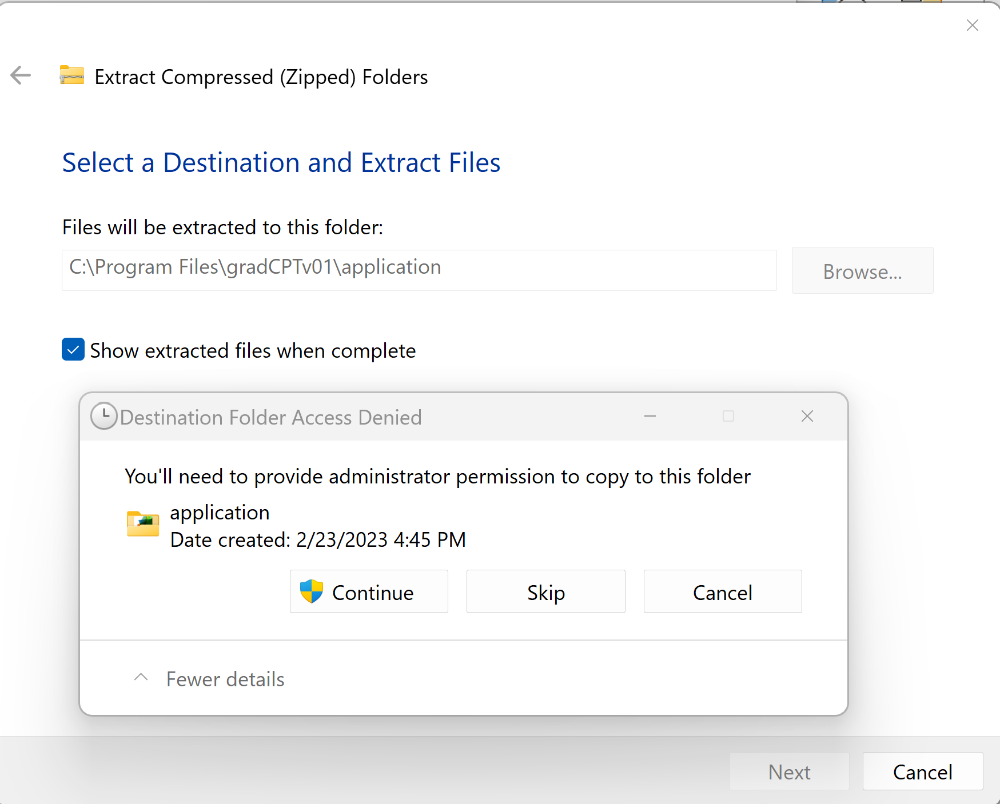 Extract Compressed (Zipped) Folders
Select a Destination and Extract Files
Files will be extracted to this folder:
C:\Program Files\gradCPTv01\application
Browse...
Show extracted files when complete
Destination Folder Access Denied
You'll need to provide administrator permission to copy to this folder
application
Date created: 2/23/2023 4:45 PM
Continue
Skip
Cancel
Fewer details
Next
Cancel